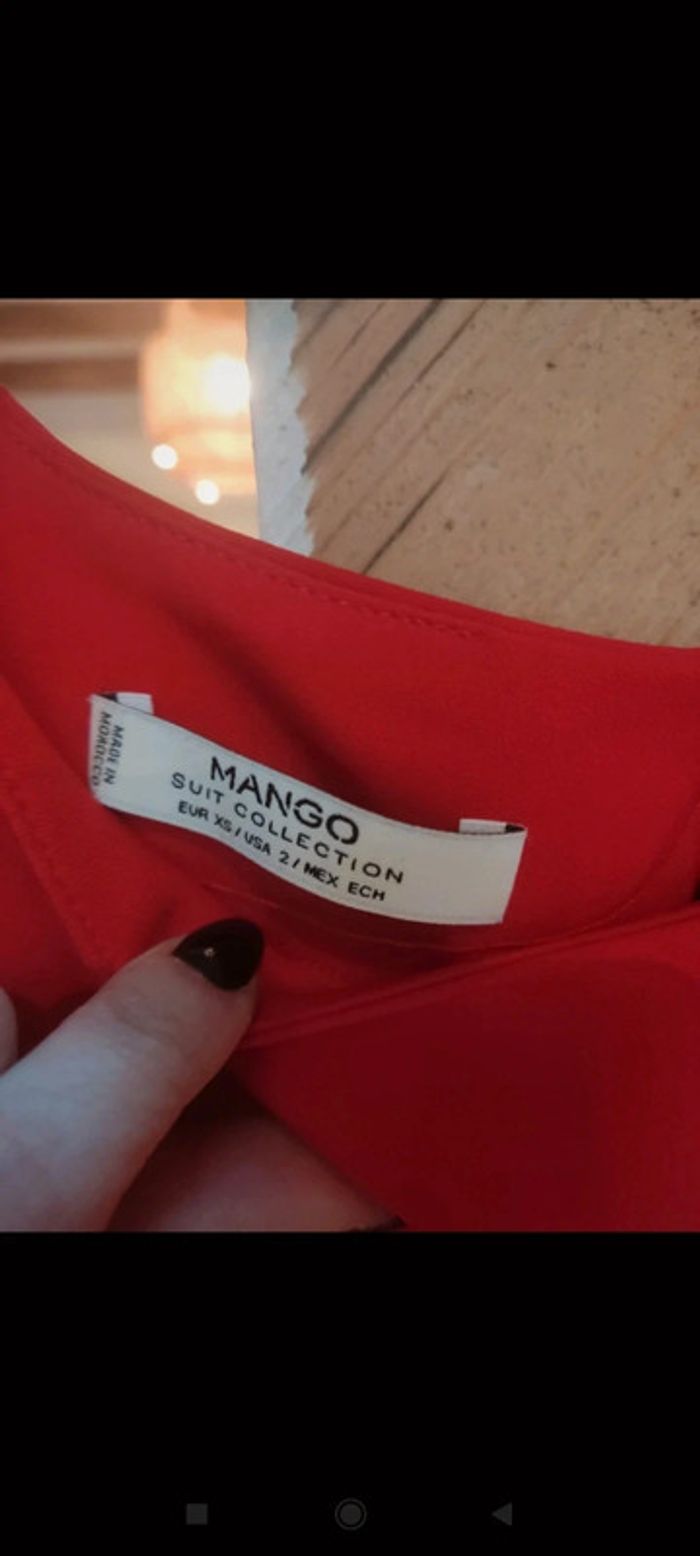 MANGO
SUIT COLLECTION
EUR XS / USA 2 / MEX ECH
MADE IN
MOROCCO